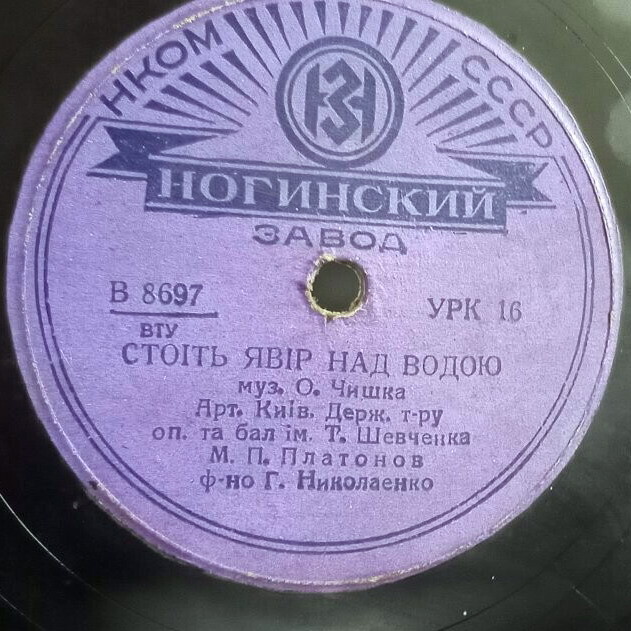 НКОМ СССР
НЗ
НОГИНСКИЙ
ЗАВОД
В 8697 УРК 16
ВТУ
СТОІТЬ ЯВІР НАД ВОДОЮ
муз. О. Чишка
Арт. Київ. Держ. т-ру
оп. та бал ім. Т. Шевченка
М. П. Платонов
ф-но Г. Николаенко